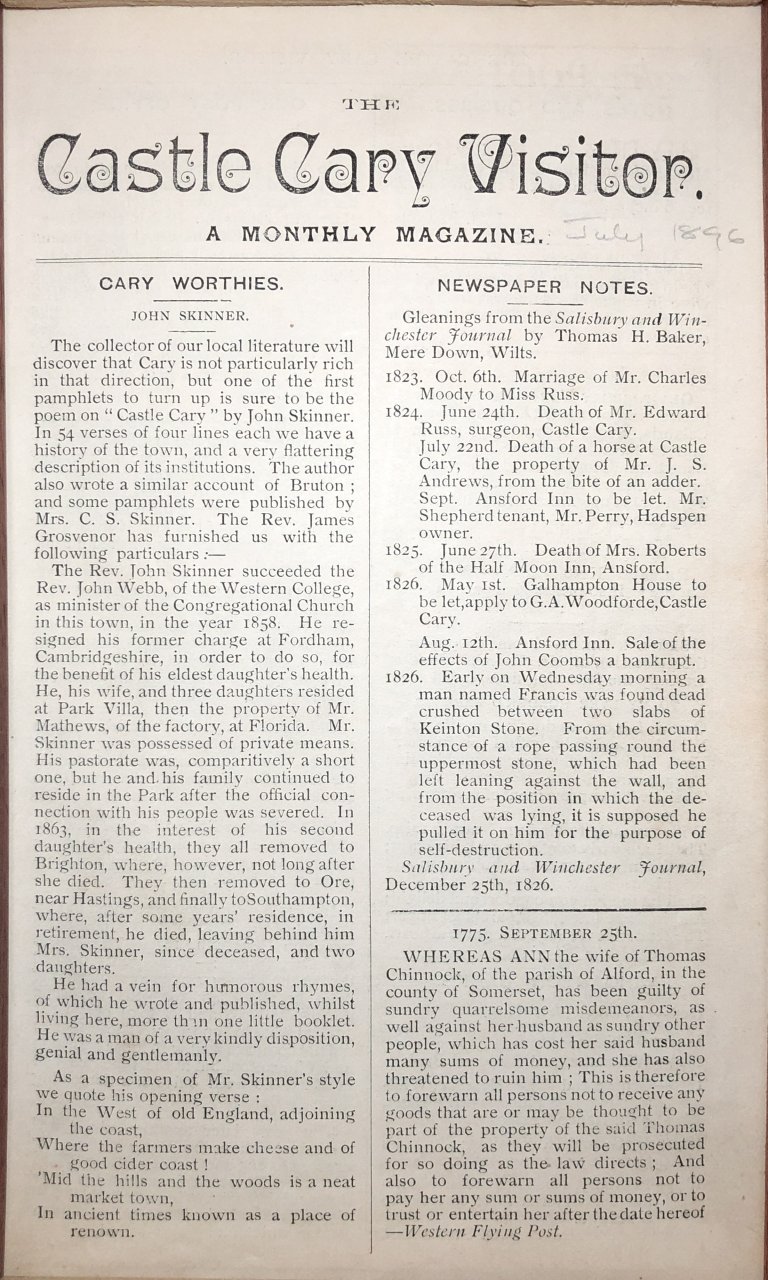 THE
Castle Cary Visitor.
A MONTHLY MAGAZINE. July 1896
CARY WORTHIES.
JOHN SKINNER.
The collector of our local literature will
discover that Cary is not particularly rich
in that direction, but one of the first
pamphlets to turn up is sure to be the
poem on “ Castle Cary ” by John Skinner.
In 54 verses of four lines each we have a
history of the town, and a very flattering
description of its institutions. The author
also wrote a similar account of Bruton ;
and some pamphlets were published by
Mrs. C. S. Skinner. The Rev. James
Grosvenor has furnished us with the
following particulars :—
The Rev. John Skinner succeeded the
Rev. John Webb, of the Western College,
as minister of the Congregational Church
in this town, in the year 1858. He re-
signed his former charge at Fordham,
Cambridgeshire, in order to do so, for
the benefit of his eldest daughter's health.
He, his wife, and three daughters resided
at Park Villa, then the property of Mr.
Mathews, of the factory, at Florida. Mr.
Skinner was possessed of private means.
His pastorate was, comparitively a short
one, but he and his family continued to
reside in the Park after the official con-
nection with his people was severed. In
1863, in the interest of his second
daughter's health, they all removed to
Brighton, where, however, not long after
she died. They then removed to Ore,
near Hastings, and finally to Southampton,
where, after some years' residence, in
retirement, he died, leaving behind him
Mrs. Skinner, since deceased, and two
daughters.
He had a vein for humorous rhymes,
of which he wrote and published, whilst
living here, more than one little booklet.
He was a man of a very kindly disposition,
genial and gentlemanly.
As a specimen of Mr. Skinner's style
we quote his opening verse :
In the West of old England, adjoining
the coast,
Where the farmers make cheese and of
good cider coast !
'Mid the hills and the woods is a neat
market town,
In ancient times known as a place of
renown.
NEWSPAPER NOTES.
Gleanings from the Salisbury and Win-
chester Journal by Thomas H. Baker,
Mere Down, Wilts.
1823. Oct. 6th. Marriage of Mr. Charles
Moody to Miss Russ.
1824. June 24th. Death of Mr. Edward
Russ, surgeon, Castle Cary.
July 22nd. Death of a horse at Castle
Cary, the property of Mr. J. S.
Andrews, from the bite of an adder.
Sept. Ansford Inn to be let. Mr.
Shepherd tenant, Mr. Perry, Hadspen
owner.
1825. June 27th. Death of Mrs. Roberts
of the Half Moon Inn, Ansford.
1826. May 1st. Galhampton House to
be let, apply to G.A. Woodforde, Castle
Cary.
Aug. 12th. Ansford Inn. Sale of the
effects of John Coombs a bankrupt.
1826. Early on Wednesday morning a
man named Francis was found dead
crushed between two slabs of
Keinton Stone. From the circum-
stance of a rope passing round the
uppermost stone, which had been
left leaning against the wall, and
from the position in which the de-
ceased was lying, it is supposed he
pulled it on him for the purpose of
self-destruction.
Salisbury and Winchester Journal,
December 25th, 1826.
1775. SEPTEMBER 25th.
WHEREAS ANN the wife of Thomas
Chinnock, of the parish of Alford, in the
county of Somerset, has been guilty of
sundry quarrelsome misdemeanors, as
well against her husband as sundry other
people, which has cost her said husband
many sums of money, and she has also
threatened to ruin him ; This is therefore
to forewarn all persons not to receive any
goods that are or may be thought to be
part of the property of the said Thomas
Chinnock, as they will be prosecuted
for so doing as the law directs ; And
also to forewarn all persons not to
pay her any sum or sums of money, or to
trust or entertain her after the date hereof
—Western Flying Post.